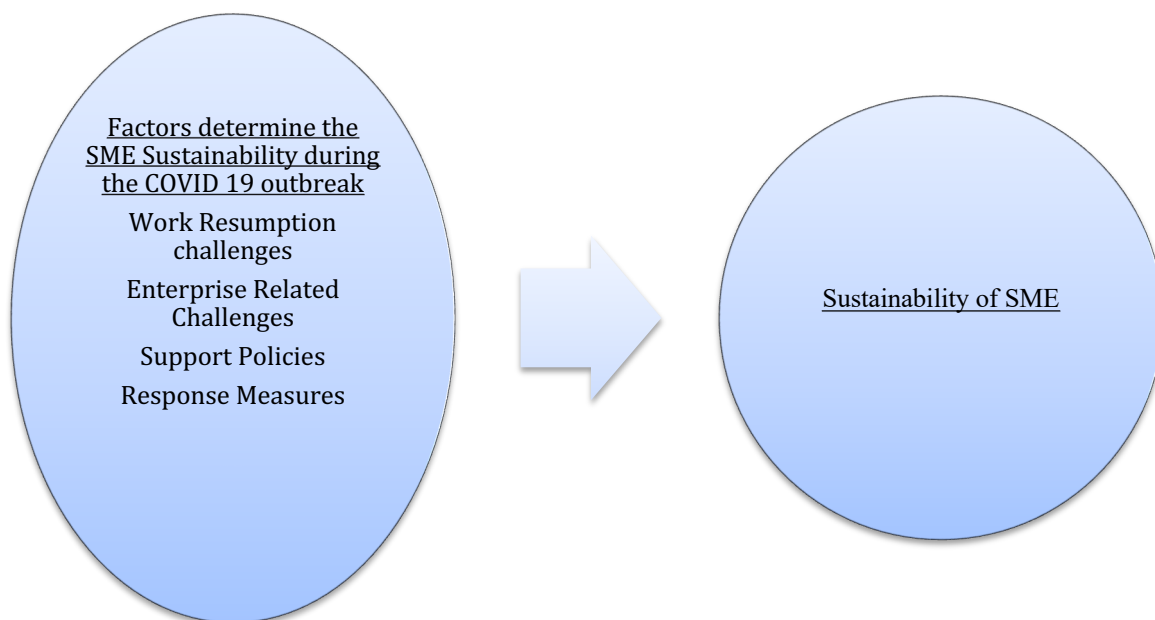 Factors determine the
SME Sustainability during
the COVID 19 outbreak
Work Resumption
challenges
Enterprise Related
Challenges
Support Policies
Response Measures
Sustainability of SME